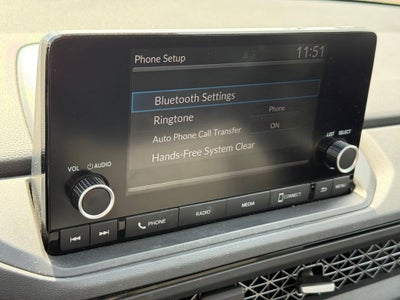 Phone Setup
11:51
Bluetooth Settings
Ringtone Phone
Auto Phone Call Transfer ON
Hands-Free System Clear
VOL AUDIO
LIST SELECT
PHONE
RADIO
MEDIA
CONNECT
MENU